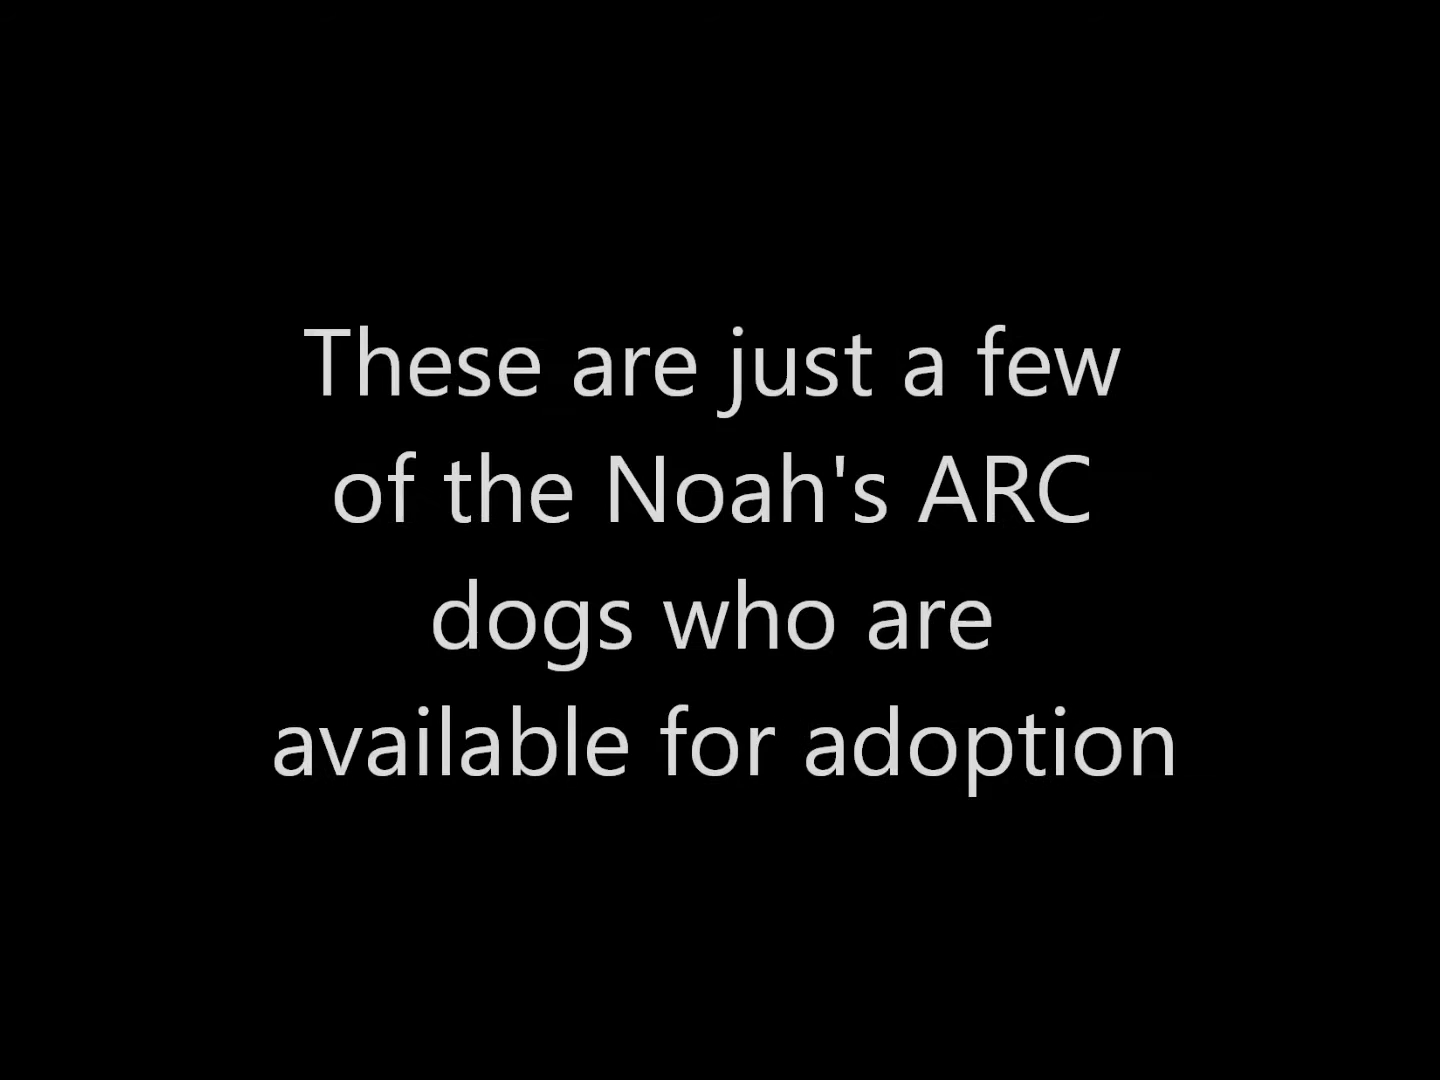 These are just a few
of the Noah's ARC
dogs who are
available for adoption